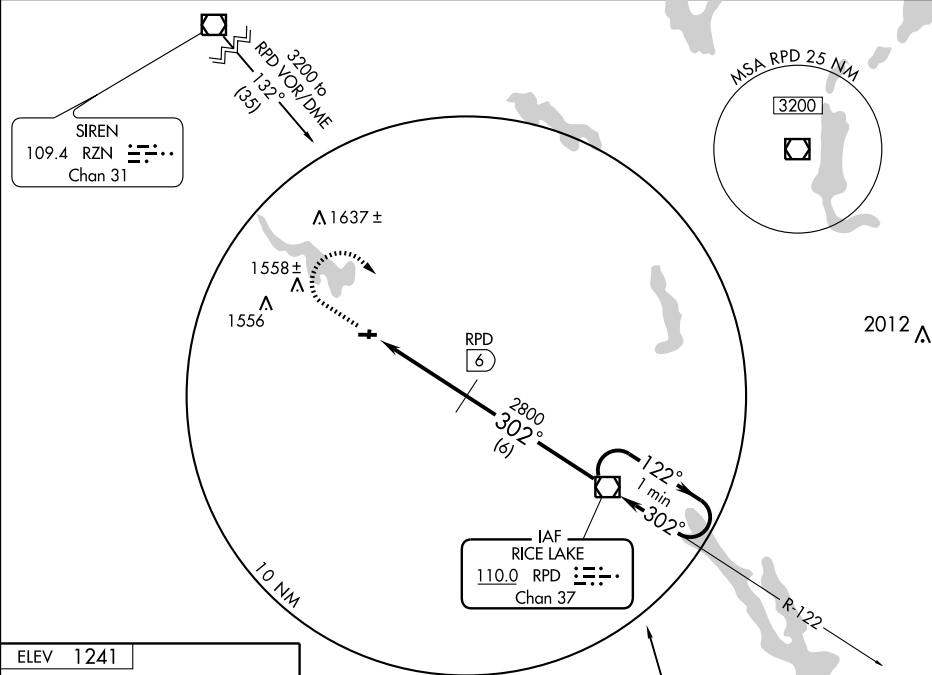 3200 to
RPD VOR/DME
132°
(35)
MSA RPD 25 NM
3200
SIREN
109.4 RZN
Chan 31
1637 ±
1558 ±
1556
2012
RPD
6
2800
302°
(6)
122°
1 min
302°
IAF
RICE LAKE
110.0 RPD
Chan 37
R-122
10 NM
ELEV 1241